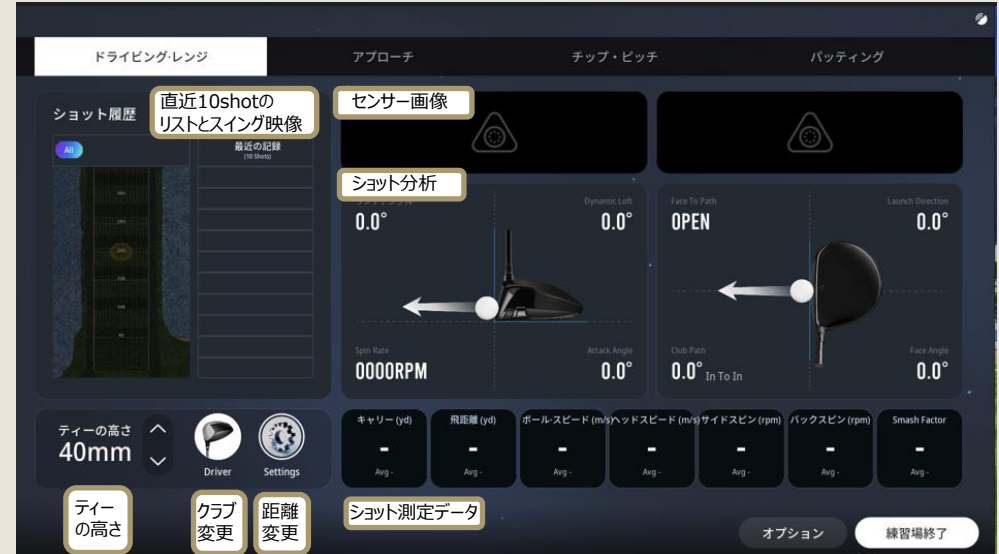 ドライビング·レンジ
アプローチ
チップ・ピッチ
パッティング
ショット履歴
直近10shotの
リストとスイング映像
All
最近の記録
(10 Shots)
センサー画像
ショット分析
Dynamic Loft
0.0°
0.0°
Spin Rate
Attack Angle
0000RPM
0.0°
Face To Path
Launch Direction
OPEN
0.0°
Club Path
Face Angle
0.0° In To In
0.0°
ティーの高さ
40mm
Driver
Settings
キャリー (yd)
-
Avg -
飛距離 (yd)
-
Avg -
ボール·スピード (m/s)
-
Avg -
ヘッドスピード (m/s)
-
Avg -
サイドスピン (rpm)
-
Avg -
バックスピン (rpm)
-
Avg -
Smash Factor
-
Avg -
ティー
の高さ
クラブ
変更
距離
変更
ショット測定データ
オプション
練習場終了